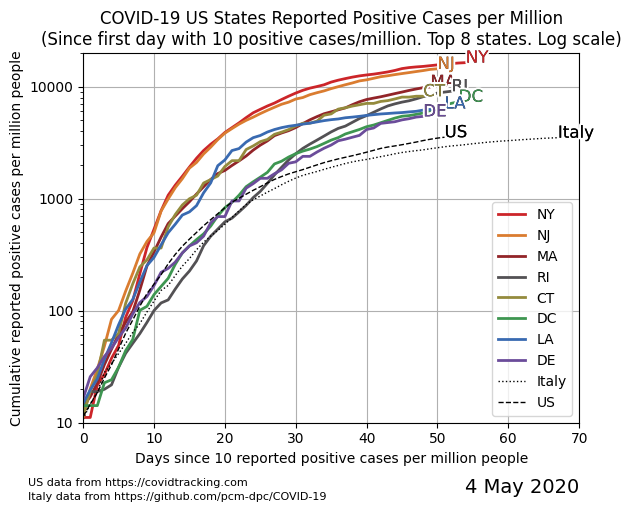 COVID-19 US States Reported Positive Cases per Million
(Since first day with 10 positive cases/million. Top 8 states. Log scale)
Cumulative reported positive cases per million people
10000
1000
100
10
NY
NJ
MA
RI
CT
DC
LA
DE
US
Italy
NY
NJ
MA
RI
CT
DC
LA
DE
Italy
US
0 10 20 30 40 50 60 70
Days since 10 reported positive cases per million people
US data from https://covidtracking.com
Italy data from https://github.com/pcm-dpc/COVID-19
4 May 2020